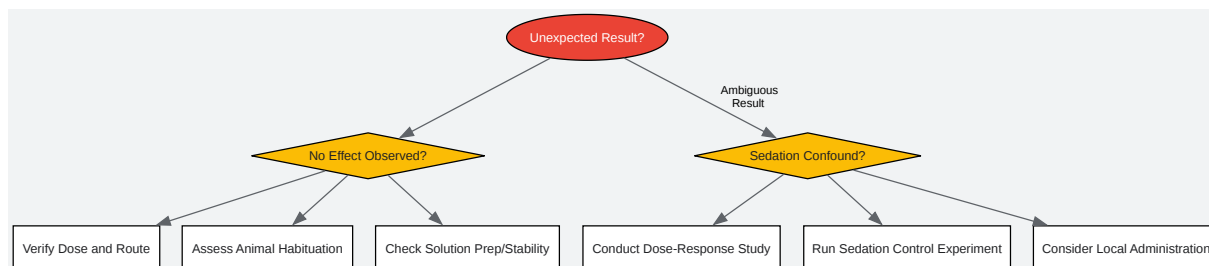 Unexpected Result?
Ambiguous
Result
No Effect Observed?
Sedation Confound?
Verify Dose and Route
Assess Animal Habituation
Check Solution Prep/Stability
Conduct Dose-Response Study
Run Sedation Control Experiment
Consider Local Administration